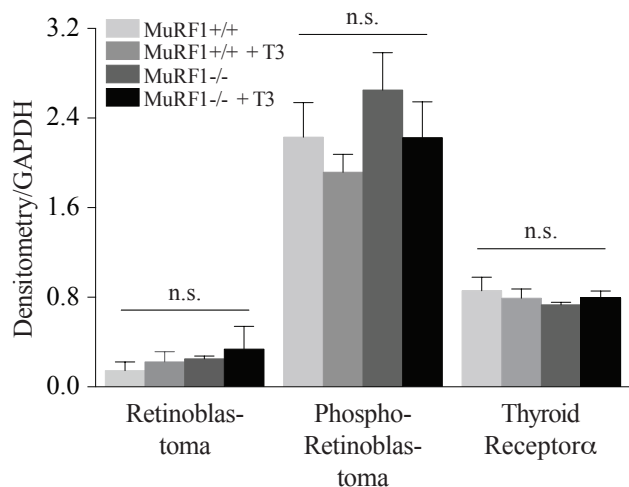 3.2
2.4
1.6
0.8
0.0
Densitometry/GAPDH
MuRF1+/+
MuRF1+/+ + T3
MuRF1-/-
MuRF1-/- + T3
n.s.
n.s.
n.s.
Retinoblas-
toma
Phospho-
Retinoblas-
toma
Thyroid
Receptorα